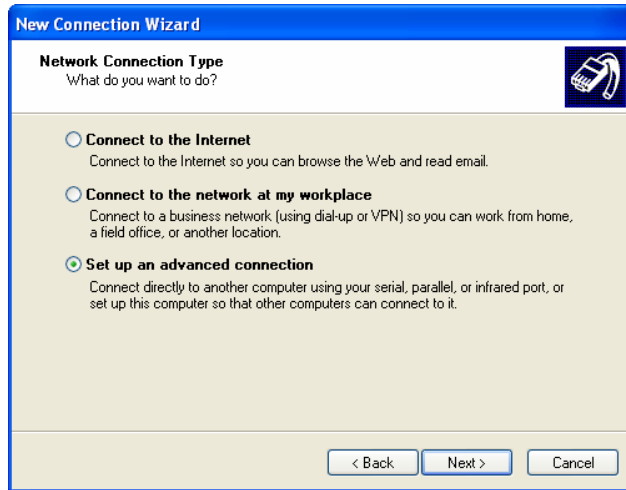 New Connection Wizard
Network Connection Type
What do you want to do?
Connect to the Internet
Connect to the Internet so you can browse the Web and read email.
Connect to the network at my workplace
Connect to a business network (using dial-up or VPN) so you can work from home,
a field office, or another location.
Set up an advanced connection
Connect directly to another computer using your serial, parallel, or infrared port, or
set up this computer so that other computers can connect to it.
< Back Next > Cancel